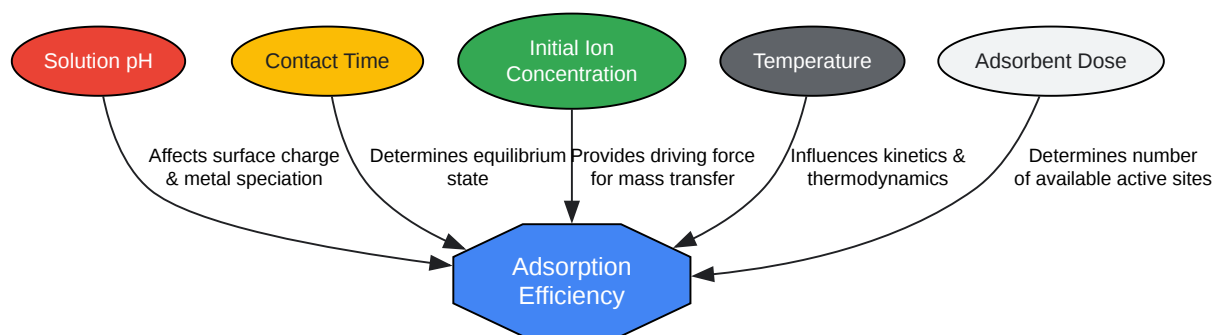 Solution pH
Contact Time
Initial Ion
Concentration
Temperature
Adsorbent Dose
Affects surface charge
& metal speciation
Determines equilibrium
state
Provides driving force
for mass transfer
Influences kinetics &
thermodynamics
Determines number
of available active sites
Adsorption
Efficiency